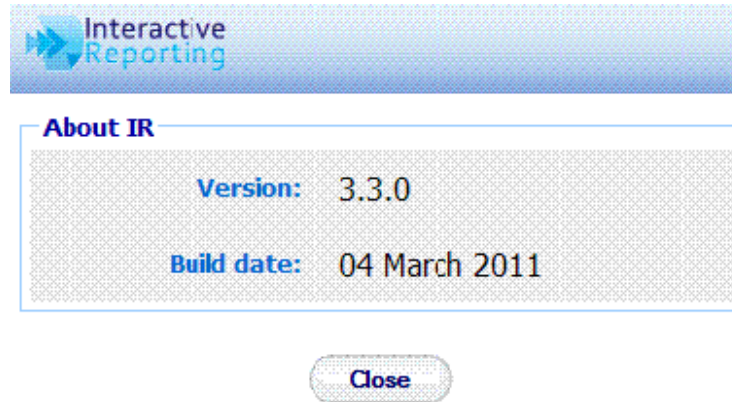 Interactive
Reporting
About IR
Version: 3.3.0
Build date: 04 March 2011
Close